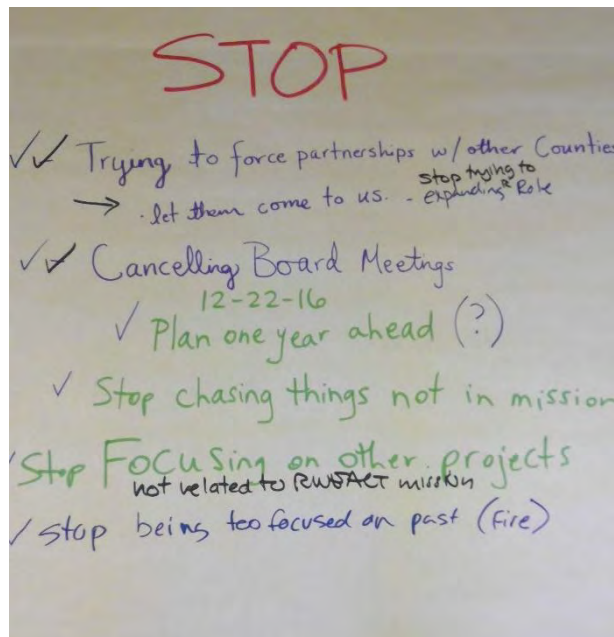 STOP
✓✓ Trying to force partnerships w/ other Counties
→ · let them come to us. - stop trying to
expanding Role
✓✓ Cancelling Board Meetings
12-22-16
✓ Plan one year ahead (?)
✓ Stop chasing things not in mission
✓ Stop Focusing on other projects
not related to mission
✓ Stop being too focused on past (Fire)